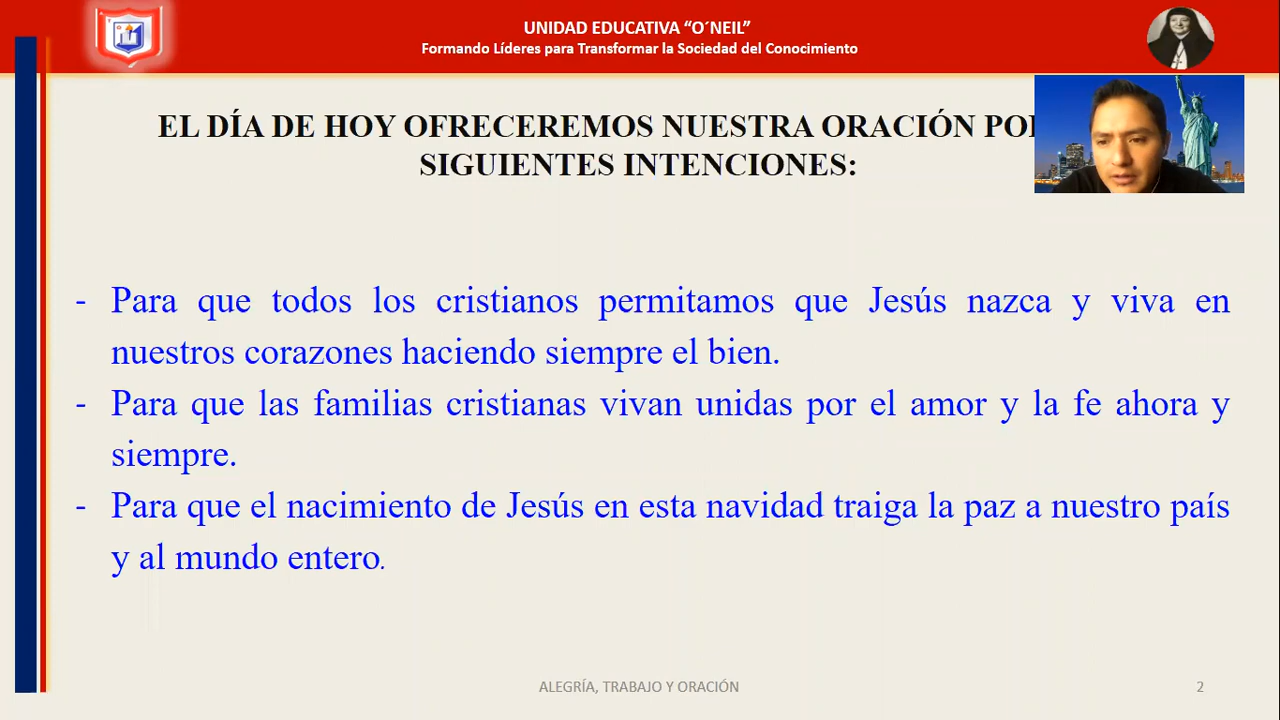 UNIDAD EDUCATIVA “O´NEIL”
Formando Líderes para Transformar la Sociedad del Conocimiento
EL DÍA DE HOY OFRECEREMOS NUESTRA ORACIÓN
SIGUIENTES INTENCIONES:
- Para que todos los cristianos permitamos que Jesús nazca y viva en
nuestros corazones haciendo siempre el bien.
- Para que las familias cristianas vivan unidas por el amor y la fe ahora y
siempre.
- Para que el nacimiento de Jesús en esta navidad traiga la paz a nuestro país
y al mundo entero.
ALEGRÍA, TRABAJO Y ORACIÓN
2